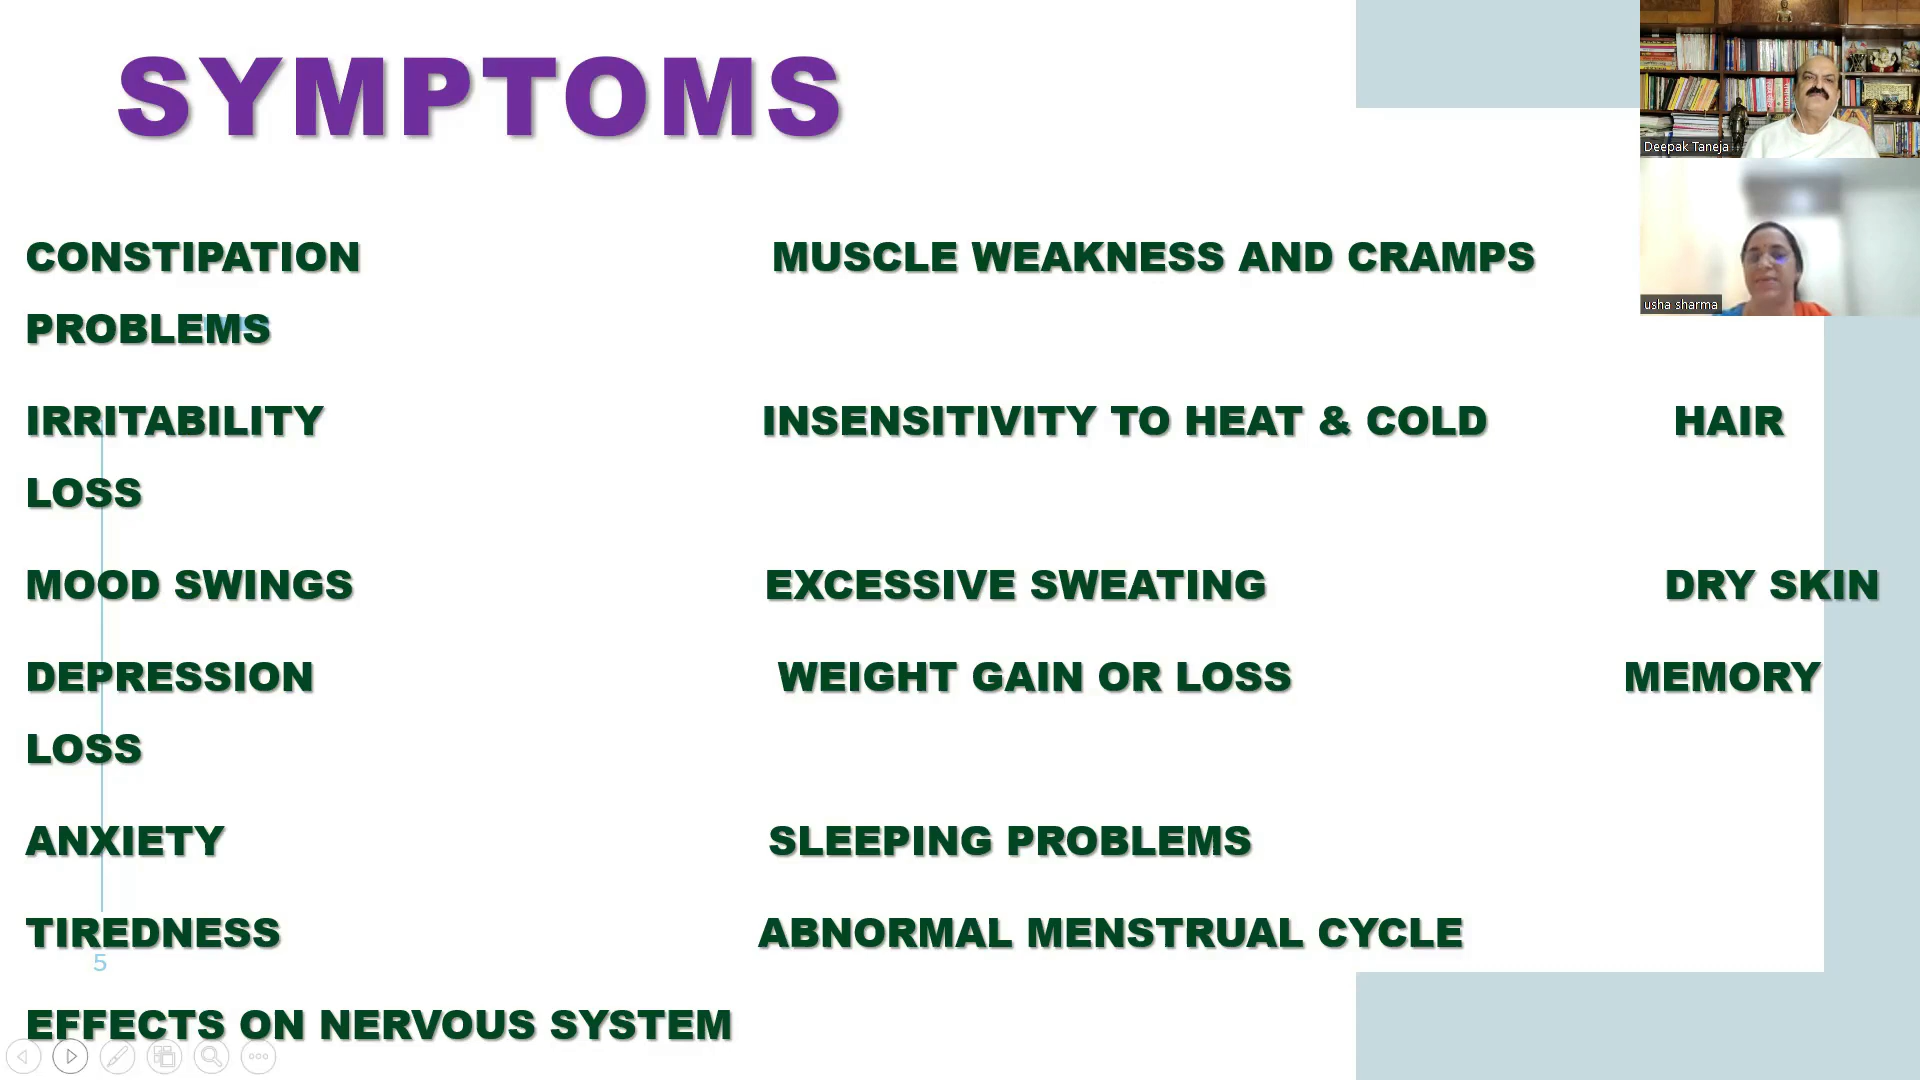 SYMPTOMS
CONSTIPATION MUSCLE WEAKNESS AND CRAMPS
PROBLEMS
IRRITABILITY INSENSITIVITY TO HEAT & COLD HAIR
LOSS
MOOD SWINGS EXCESSIVE SWEATING DRY SKIN
DEPRESSION WEIGHT GAIN OR LOSS MEMORY
LOSS
ANXIETY SLEEPING PROBLEMS
TIREDNESS ABNORMAL MENSTRUAL CYCLE
5
EFFECTS ON NERVOUS SYSTEM
Deepak Taneja
usha sharma